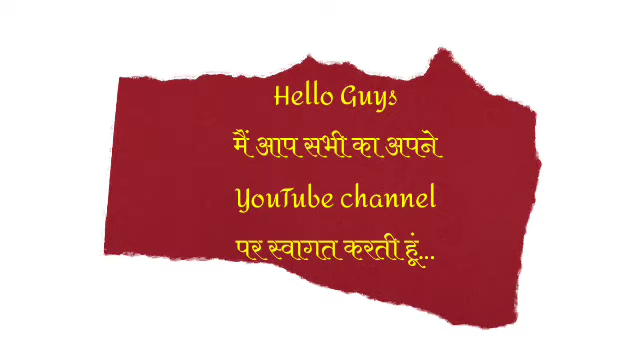 Hello Guys
मैं आप सभी का अपने
YouTube channel
पर स्वागत करती हूं...